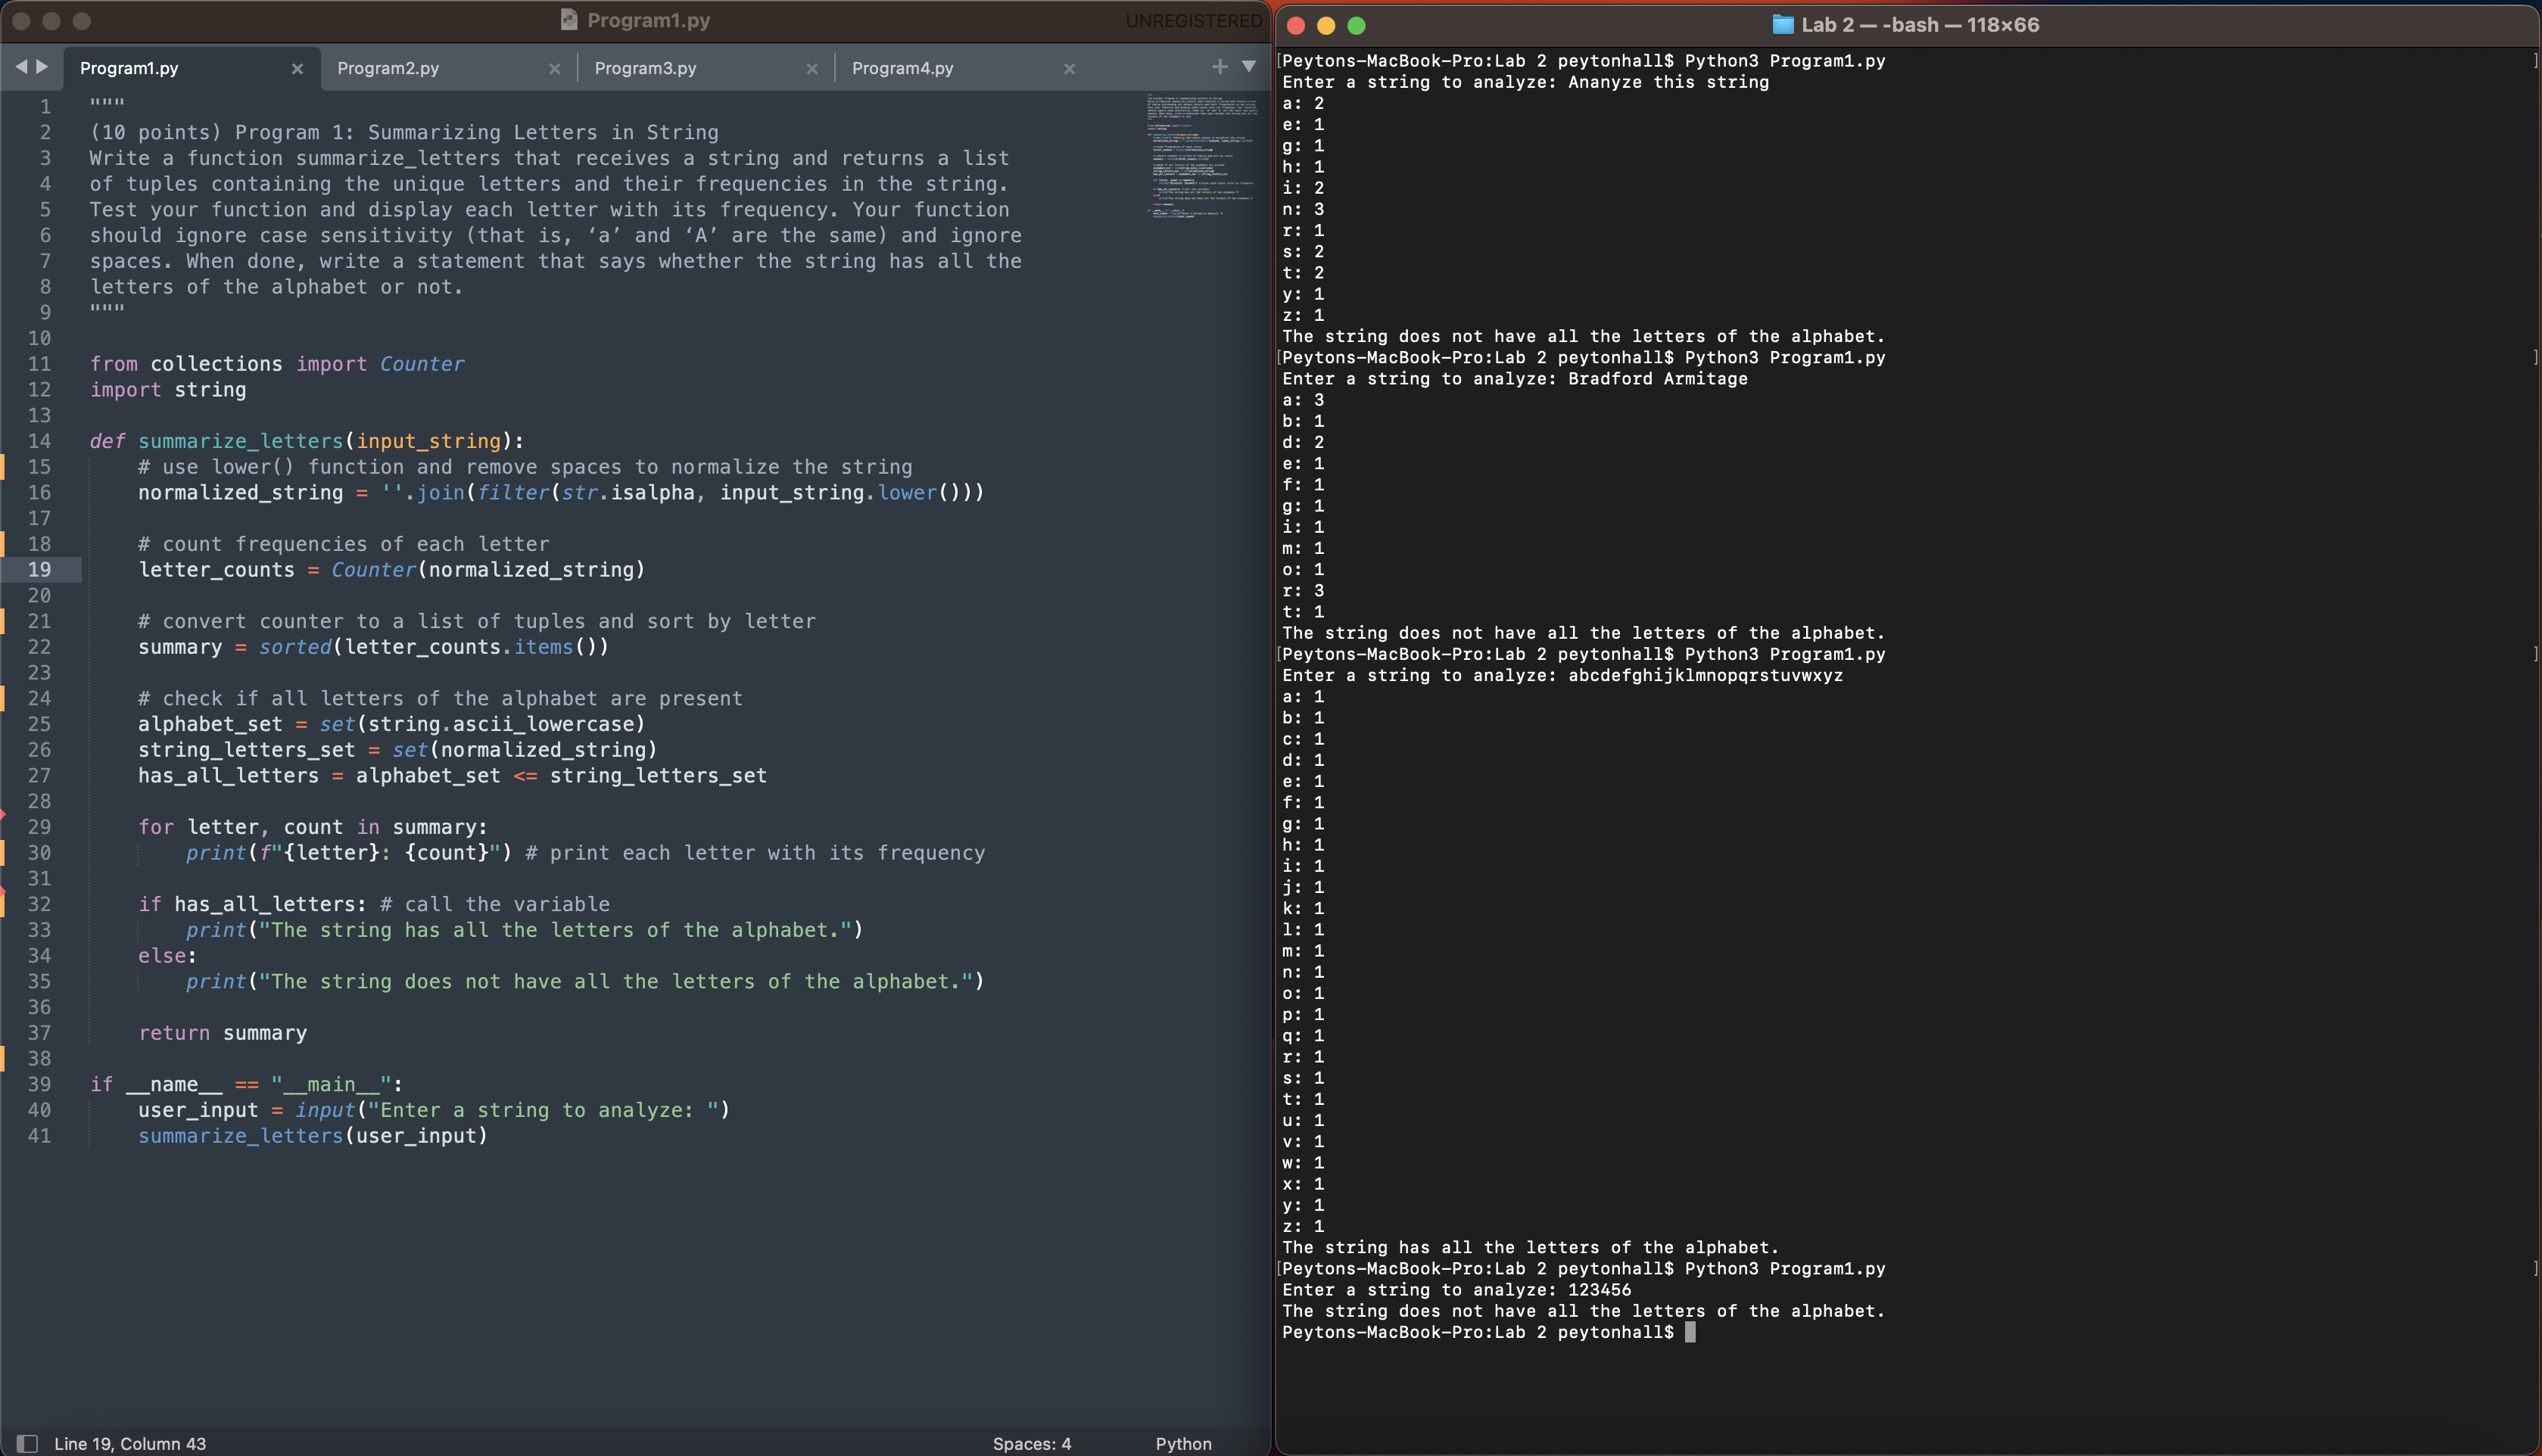 Program1.py
UNREGISTERED
Program1.py
Program2.py
Program3.py
Program4.py
1 """
2 (10 points) Program 1: Summarizing Letters in String
3 Write a function summarize_letters that receives a string and returns a list
4 of tuples containing the unique letters and their frequencies in the string.
5 Test your function and display each letter with its frequency. Your function
6 should ignore case sensitivity (that is, ‘a’ and ‘A’ are the same) and ignore
7 spaces. When done, write a statement that says whether the string has all the
8 letters of the alphabet or not.
9 """
10
11 from collections import Counter
12 import string
13
14 def summarize_letters(input_string):
15     # use lower() function and remove spaces to normalize the string
16     normalized_string = ''.join(filter(str.isalpha, input_string.lower()))
17
18     # count frequencies of each letter
19     letter_counts = Counter(normalized_string)
20
21     # convert counter to a list of tuples and sort by letter
22     summary = sorted(letter_counts.items())
23
24     # check if all letters of the alphabet are present
25     alphabet_set = set(string.ascii_lowercase)
26     string_letters_set = set(normalized_string)
27     has_all_letters = alphabet_set <= string_letters_set
28
29     for letter, count in summary:
30         print(f"{letter}: {count}") # print each letter with its frequency
31
32     if has_all_letters: # call the variable
33         print("The string has all the letters of the alphabet.")
34     else:
35         print("The string does not have all the letters of the alphabet.")
36
37     return summary
38
39 if __name__ == "__main__":
40     user_input = input("Enter a string to analyze: ")
41     summarize_letters(user_input)
Line 19, Column 43
Spaces: 4
Python
Lab 2 — -bash — 118×66
[Peytons-MacBook-Pro:Lab 2 peytonhall$ Python3 Program1.py ]
Enter a string to analyze: Ananyze this string
a: 2
e: 1
g: 1
h: 1
i: 2
n: 3
r: 1
s: 2
t: 2
y: 1
z: 1
The string does not have all the letters of the alphabet.
[Peytons-MacBook-Pro:Lab 2 peytonhall$ Python3 Program1.py ]
Enter a string to analyze: Bradford Armitage
a: 3
b: 1
d: 2
e: 1
f: 1
g: 1
i: 1
m: 1
o: 1
r: 3
t: 1
The string does not have all the letters of the alphabet.
[Peytons-MacBook-Pro:Lab 2 peytonhall$ Python3 Program1.py ]
Enter a string to analyze: abcdefghijklmnopqrstuvwxyz
a: 1
b: 1
c: 1
d: 1
e: 1
f: 1
g: 1
h: 1
i: 1
j: 1
k: 1
l: 1
m: 1
n: 1
o: 1
p: 1
q: 1
r: 1
s: 1
t: 1
u: 1
v: 1
w: 1
x: 1
y: 1
z: 1
The string has all the letters of the alphabet.
[Peytons-MacBook-Pro:Lab 2 peytonhall$ Python3 Program1.py ]
Enter a string to analyze: 123456
The string does not have all the letters of the alphabet.
Peytons-MacBook-Pro:Lab 2 peytonhall$